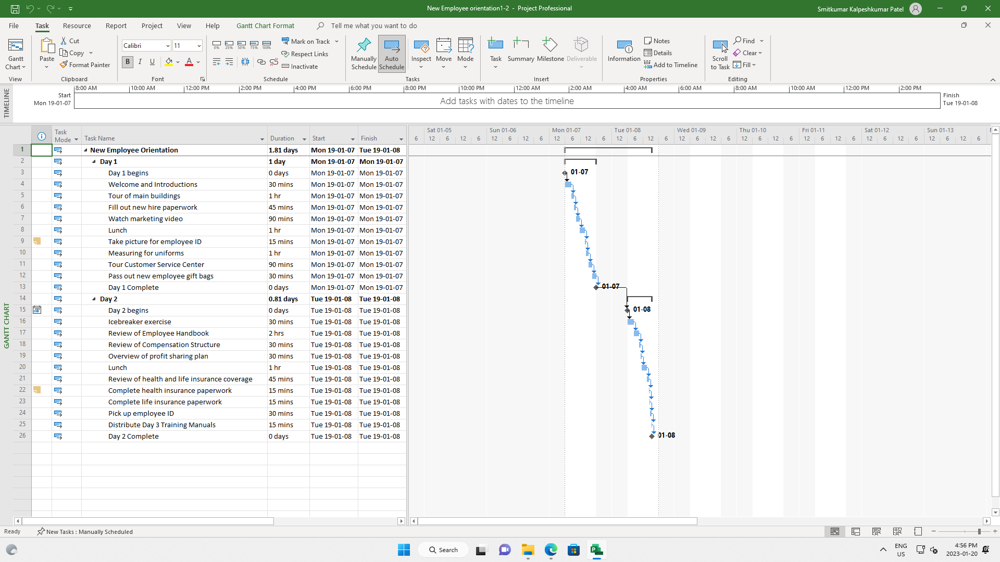 New Employee orientation1-2 - Project Professional
Smitkumar Kalpeshkumar Patel
File Task Resource Report Project View Help Gantt Chart Format Tell me what you want to do
Gantt Chart
View
Paste
Cut
Copy
Format Painter
Clipboard
Calibri 11
B I U A
Font
0% 25% 50% 75% 100%
Mark on Track
Respect Links
Inactivate
Schedule
Manually Schedule
Auto Schedule
Inspect
Move
Mode
Tasks
Task
Summary
Milestone
Deliverable
Insert
Information
Notes
Details
Add to Timeline
Properties
Scroll to Task
Find
Clear
Fill
Editing
TIMELINE
8:00 AM 10:00 AM 12:00 PM 2:00 PM 4:00 PM 6:00 PM 8:00 PM 10:00 PM 12:00 AM 2:00 AM 4:00 AM 6:00 AM 8:00 AM 10:00 AM 12:00 PM 2:00 PM
Start
Mon 19-01-07
Add tasks with dates to the timeline
Finish
Tue 19-01-08
GANTT CHART
Task Mode Task Name Duration Start Finish
1 New Employee Orientation 1.81 days Mon 19-01-07 Tue 19-01-08
2 Day 1 1 day Mon 19-01-07 Mon 19-01-07
3 Day 1 begins 0 days Mon 19-01-07 Mon 19-01-07
4 Welcome and Introductions 30 mins Mon 19-01-07 Mon 19-01-07
5 Tour of main buildings 1 hr Mon 19-01-07 Mon 19-01-07
6 Fill out new hire paperwork 45 mins Mon 19-01-07 Mon 19-01-07
7 Watch marketing video 90 mins Mon 19-01-07 Mon 19-01-07
8 Lunch 1 hr Mon 19-01-07 Mon 19-01-07
9 Take picture for employee ID 15 mins Mon 19-01-07 Mon 19-01-07
10 Measuring for uniforms 1 hr Mon 19-01-07 Mon 19-01-07
11 Tour Customer Service Center 90 mins Mon 19-01-07 Mon 19-01-07
12 Pass out new employee gift bags 30 mins Mon 19-01-07 Mon 19-01-07
13 Day 1 Complete 0 days Mon 19-01-07 Mon 19-01-07
14 Day 2 0.81 days Tue 19-01-08 Tue 19-01-08
15 Day 2 begins 0 days Tue 19-01-08 Tue 19-01-08
16 Icebreaker exercise 30 mins Tue 19-01-08 Tue 19-01-08
17 Review of Employee Handbook 2 hrs Tue 19-01-08 Tue 19-01-08
18 Review of Compensation Structure 30 mins Tue 19-01-08 Tue 19-01-08
19 Overview of profit sharing plan 30 mins Tue 19-01-08 Tue 19-01-08
20 Lunch 1 hr Tue 19-01-08 Tue 19-01-08
21 Review of health and life insurance coverage 45 mins Tue 19-01-08 Tue 19-01-08
22 Complete health insurance paperwork 15 mins Tue 19-01-08 Tue 19-01-08
23 Complete life insurance paperwork 15 mins Tue 19-01-08 Tue 19-01-08
24 Pick up employee ID 30 mins Tue 19-01-08 Tue 19-01-08
25 Distribute Day 3 Training Manuals 15 mins Tue 19-01-08 Tue 19-01-08
26 Day 2 Complete 0 days Tue 19-01-08 Tue 19-01-08
Sat 01-05 Sun 01-06 Mon 01-07 Tue 01-08 Wed 01-09 Thu 01-10 Fri 01-11 Sat 01-12 Sun 01-13
6 12 6 12 6 12 6 12 6 12 6 12 6 12 6 12 6 12 6 12 6 12 6 12 6 12 6 12 6 12 6 12 6 12 6 12 6
01-07
01-07
01-08
01-08
Ready New Tasks : Manually Scheduled
Search
ENG
US
4:56 PM
2023-01-20